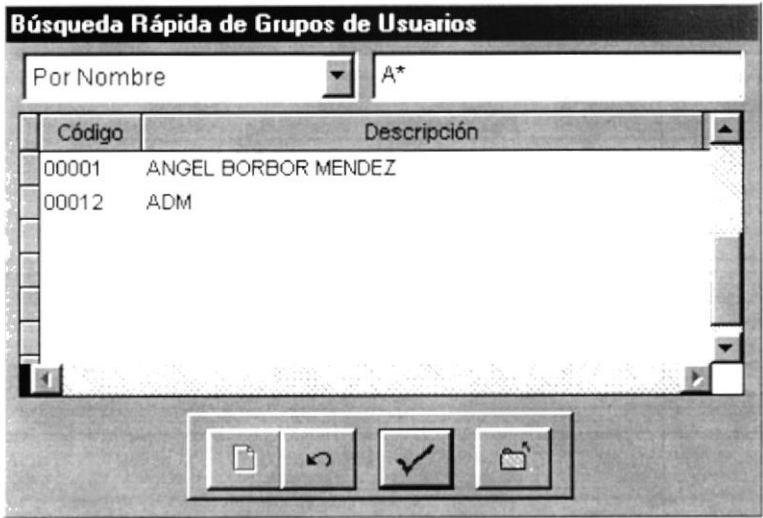 Búsqueda Rápida de Grupos de Usuarios
Por Nombre A*
Código Descripción
00001 ANGEL BORBOR MENDEZ
00012 ADM